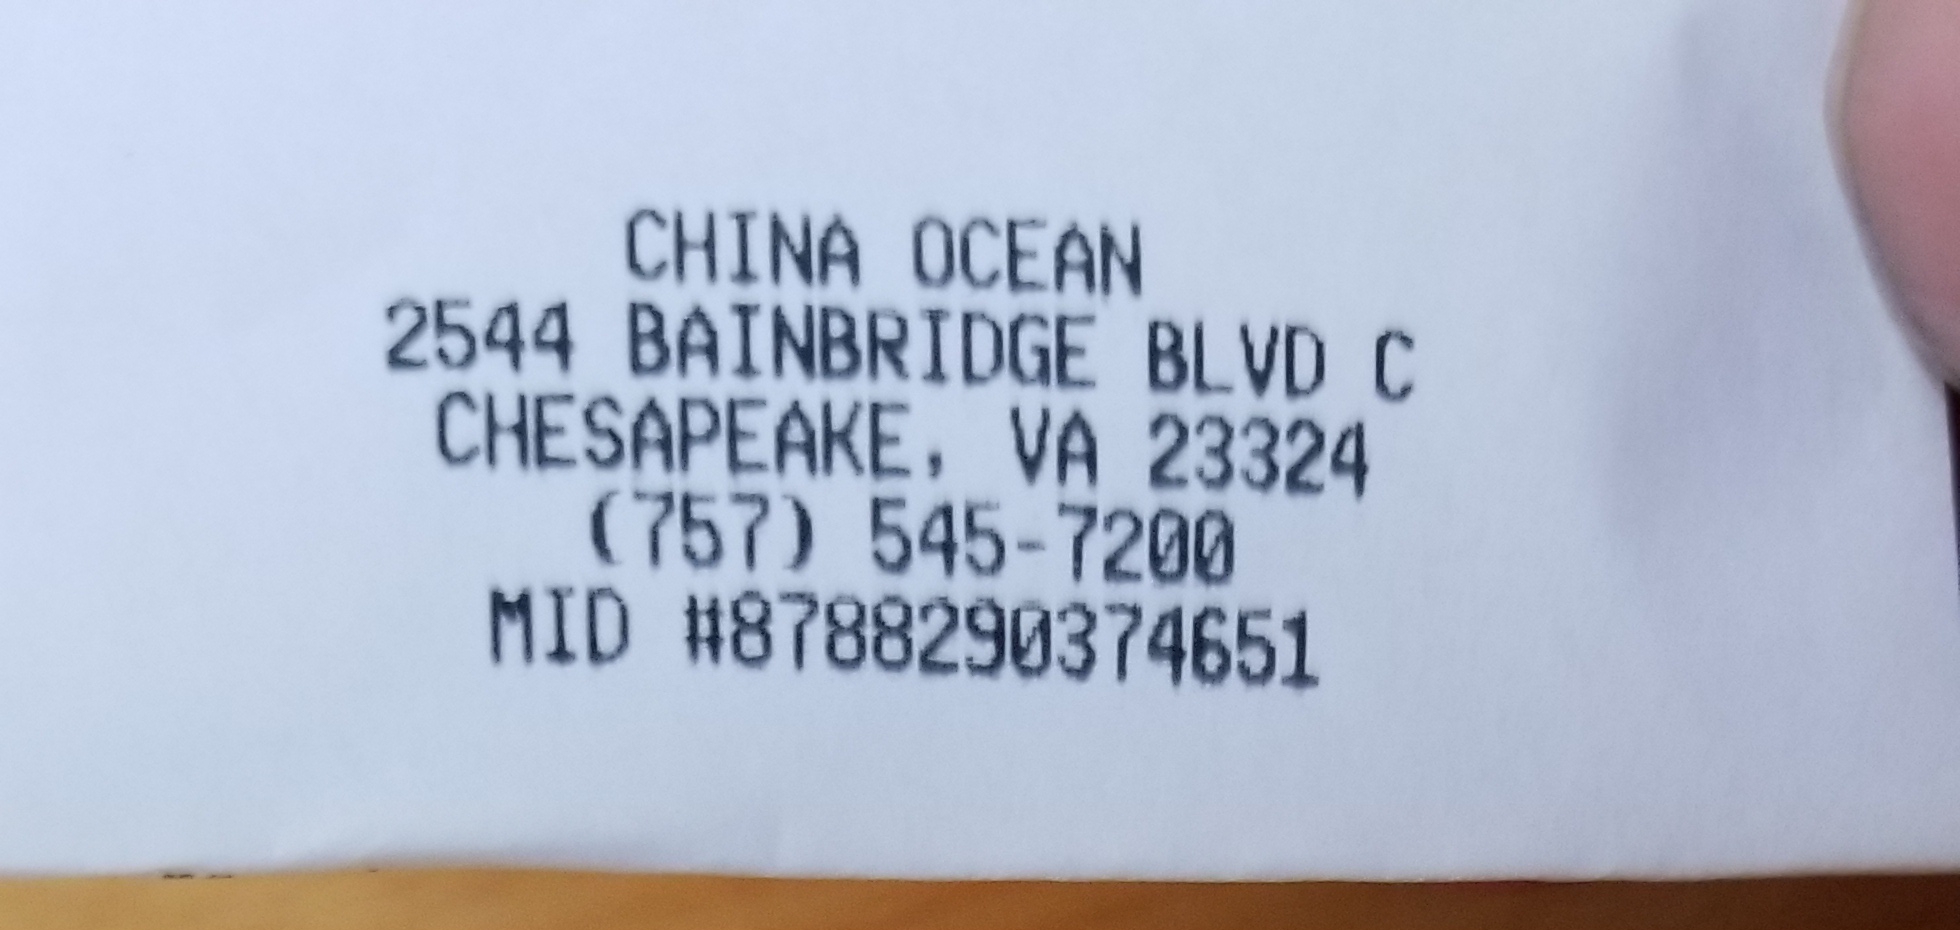 CHINA OCEAN
2544 BAINBRIDGE BLVD C
CHESAPEAKE, VA 23324
(757) 545-7200
MID #8788290374651